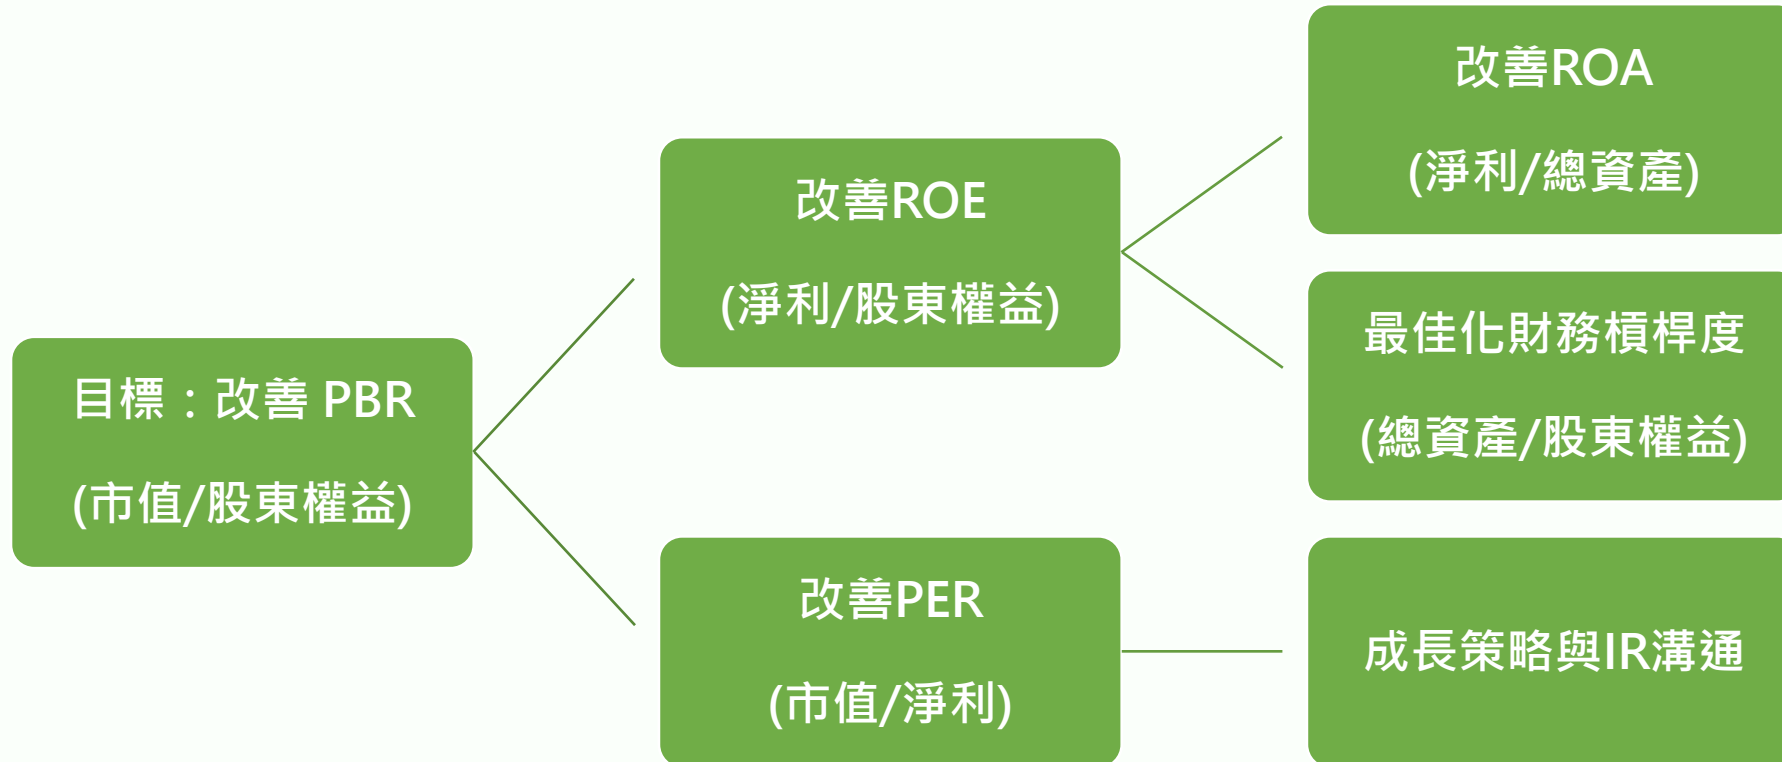 目標：改善 PBR
(市值/股東權益)
改善ROE
(淨利/股東權益)
改善PER
(市值/淨利)
改善ROA
(淨利/總資產)
最佳化財務槓桿度
(總資產/股東權益)
成長策略與IR溝通